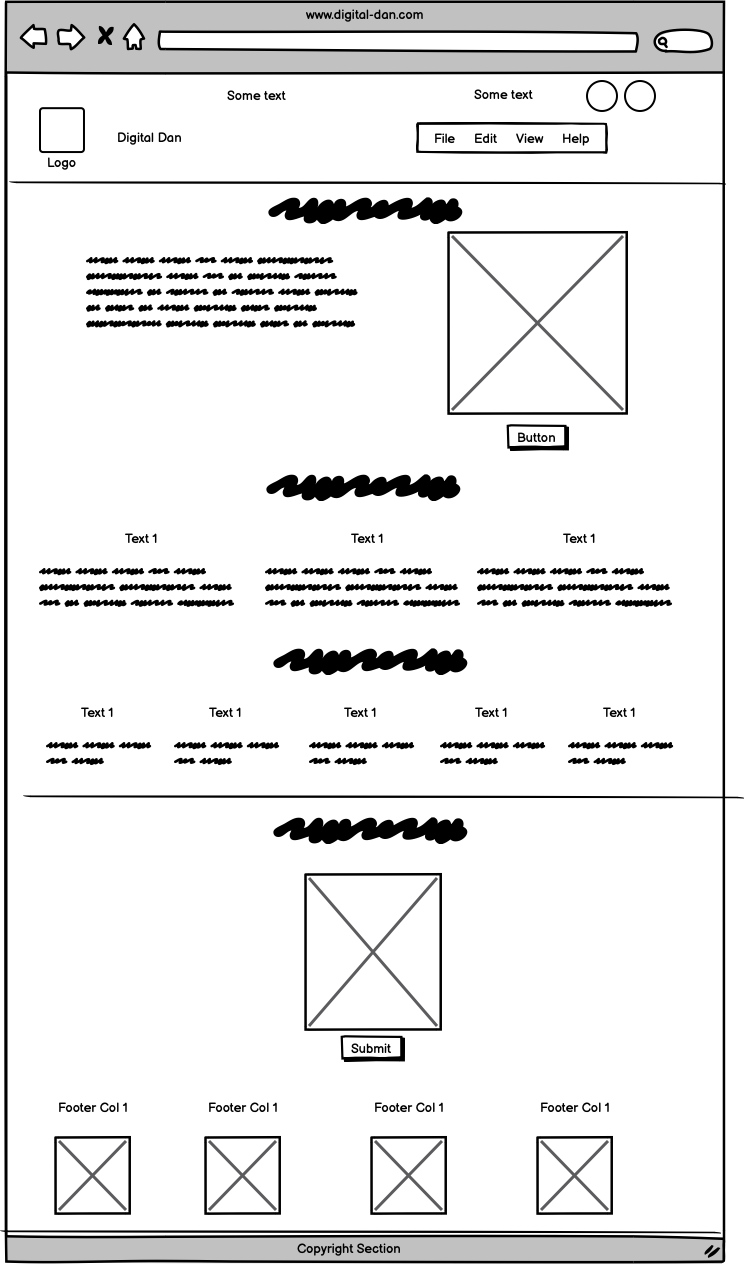 www.digital-dan.com
Some text
Some text
Digital Dan
File Edit View Help
Logo
Button
Text 1 Text 1 Text 1
Text 1 Text 1 Text 1 Text 1 Text 1
Submit
Footer Col 1 Footer Col 1 Footer Col 1 Footer Col 1
Copyright Section